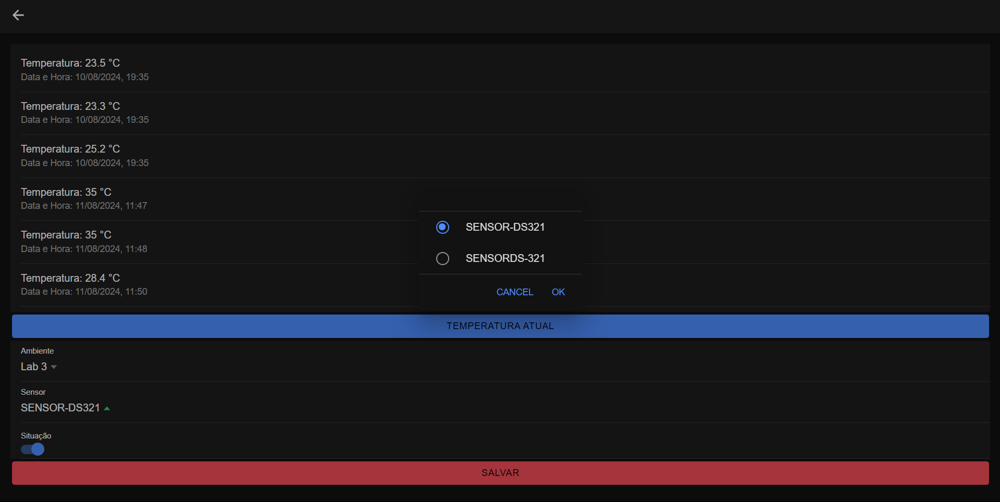 Temperatura: 23.5 °C
Data e Hora: 10/08/2024, 19:35
Temperatura: 23.3 °C
Data e Hora: 10/08/2024, 19:35
Temperatura: 25.2 °C
Data e Hora: 10/08/2024, 19:35
Temperatura: 35 °C
Data e Hora: 11/08/2024, 11:47
Temperatura: 35 °C
Data e Hora: 11/08/2024, 11:48
Temperatura: 28.4 °C
Data e Hora: 11/08/2024, 11:50
SENSOR-DS321
SENSORDS-321
CANCEL OK
TEMPERATURA ATUAL
Ambiente
Lab 3
Sensor
SENSOR-DS321
Situação
SALVAR